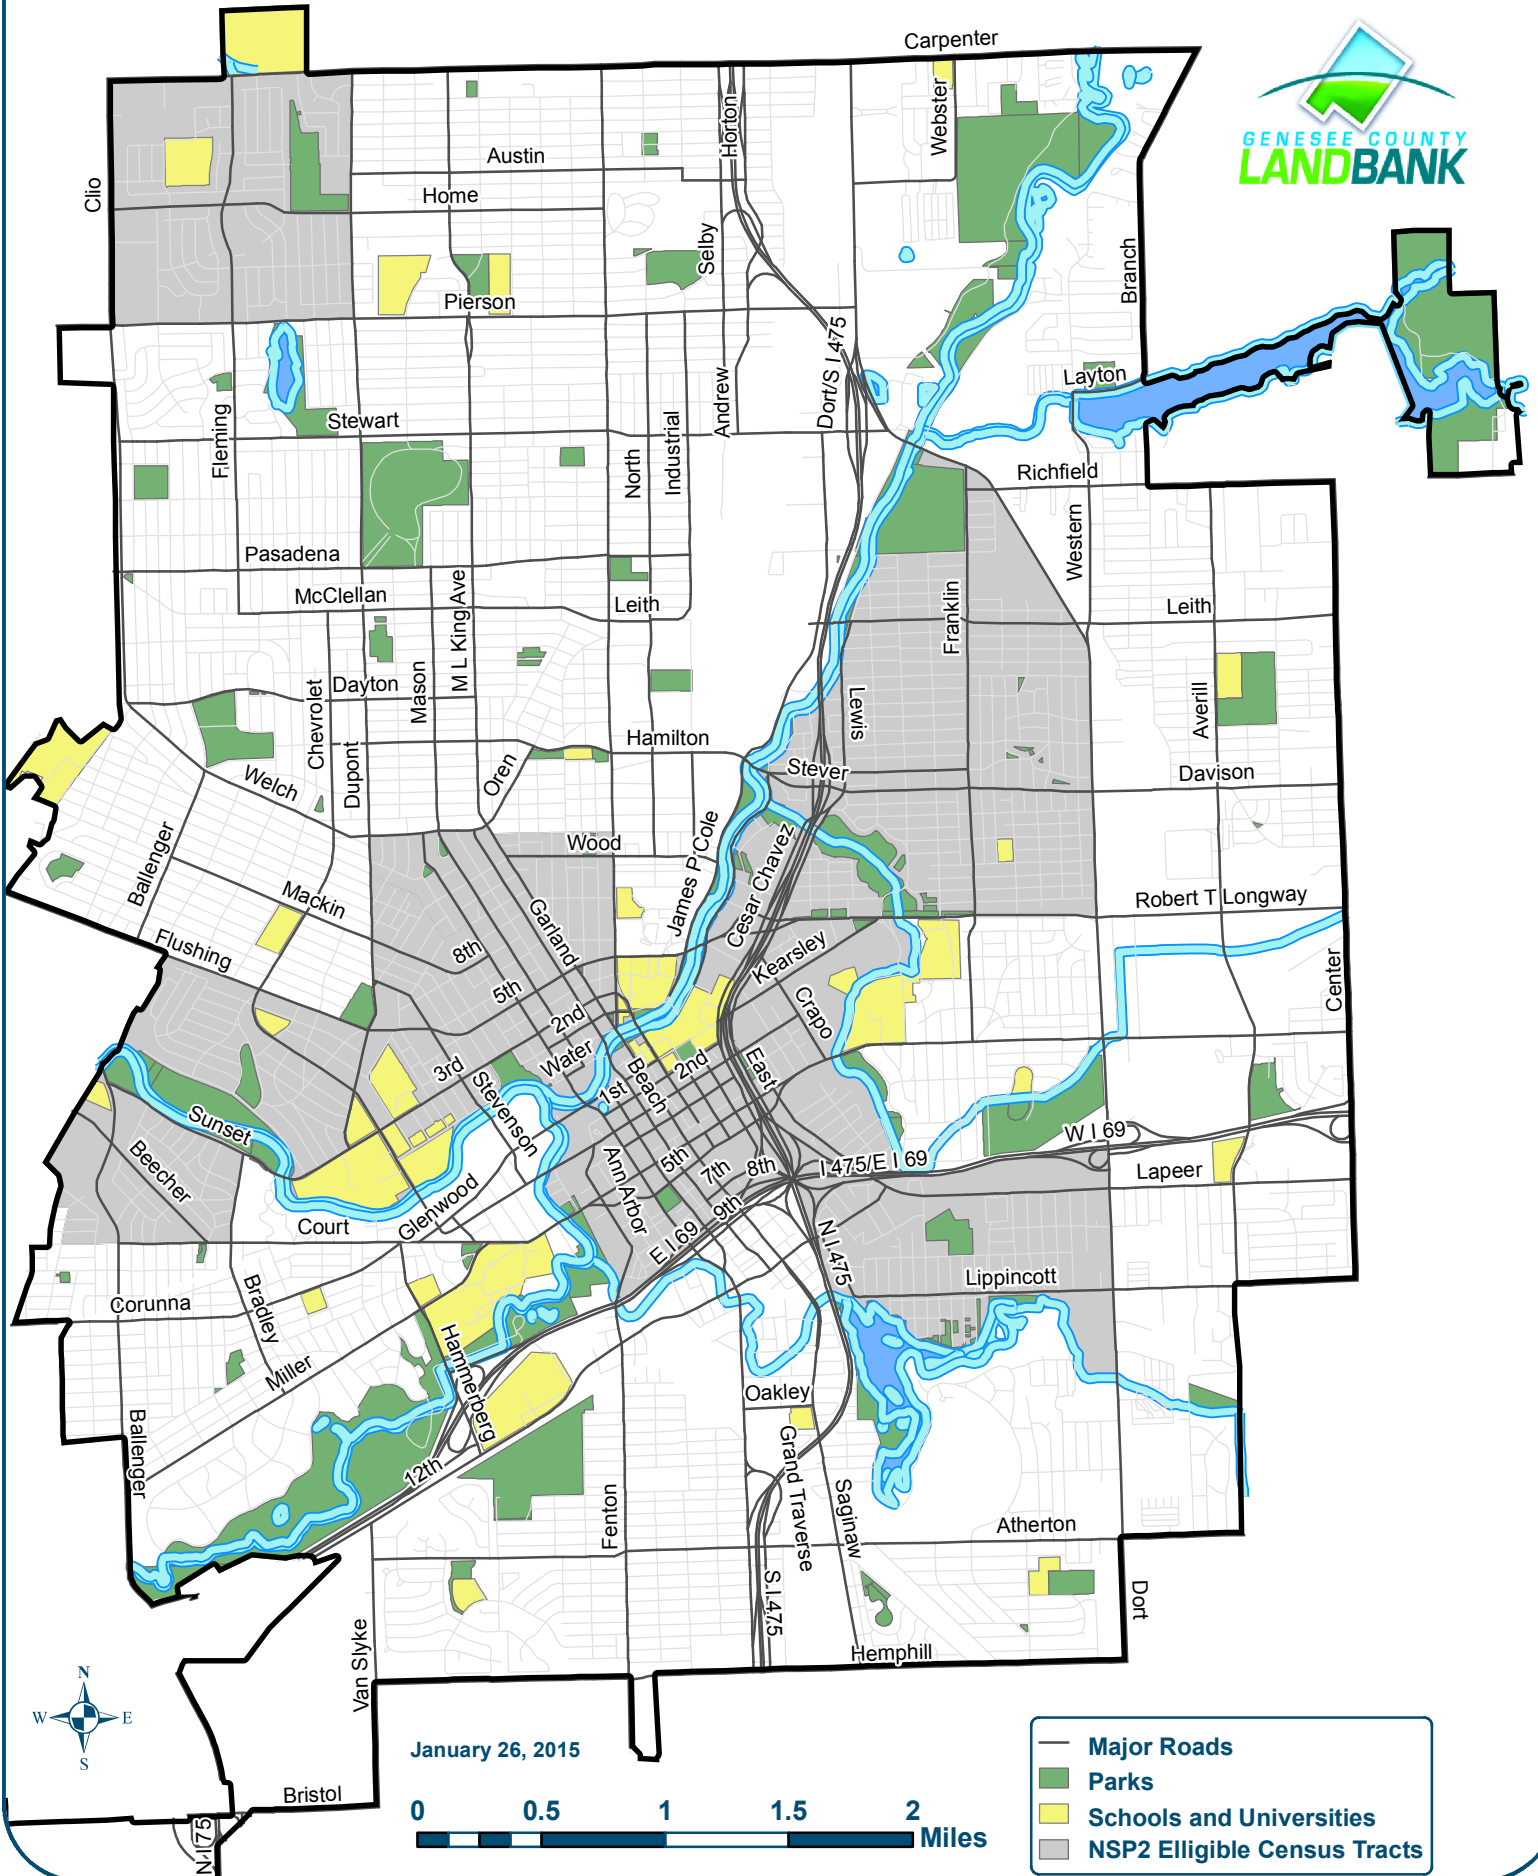 Carpenter
GENESEE COUNTY
LANDBANK
Webster
Horton
Austin
Home
Clio
Selby
Branch
Pierson
Dort/S I 475
Layton
Andrew
Stewart
Fleming
Industrial
North
Richfield
Western
Pasadena
McClellan
M L King Ave
Leith
Franklin
Leith
Dayton
Mason
Chevrolet
Lewis
Averill
Hamilton
Dupont
Oren
Stever
Davison
Welch
Wood
James P Cole
Cesar Chavez
Ballenger
Mackin
Robert T Longway
Garland
Flushing
8th
Kearsley
Center
5th
Crapo
2nd
Water
3rd
East
2nd
Beach
1st
Stevenson
Sunset
W I 69
Beecher
5th
7th
8th
I 475/E I 69
Lapeer
Ann Arbor
Glenwood
9th
Court
E I 69
N I 475
Lippincott
Corunna
Bradley
Miller
Hammerberg
Oakley
Ballenger
12th
Grand Traverse
Saginaw
Fenton
Atherton
S I 475
Dort
Van Slyke
Hemphill
N
W E
S
January 26, 2015
Bristol
N I 75
0 0.5 1 1.5 2
Miles
Major Roads
Parks
Schools and Universities
NSP2 Elligible Census Tracts